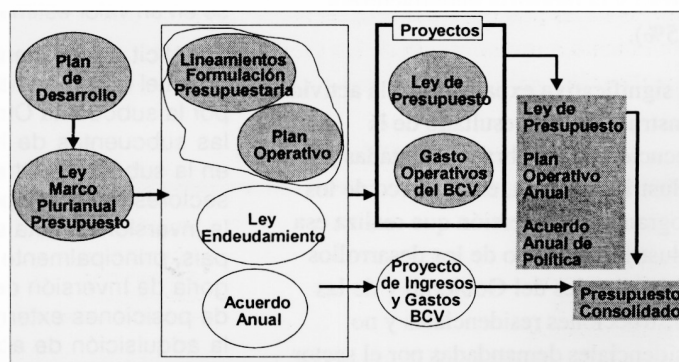 Plan
de
Desarrollo
Ley
Marco
Plurianual
Presupuesto
Lineamientos
Formulación
Presupuestaria
Plan
Operativo
Ley
Endeudamiento
Acuerdo
Anual
Proyectos
Ley de
Presupuesto
Gasto
Operativos
del BCV
Proyecto
de Ingresos
y Gastos
BCV
Ley de
Presupuesto
Plan
Operativo
Anual
Acuerdo
Anual de
Política
Presupuesto
Consolidado